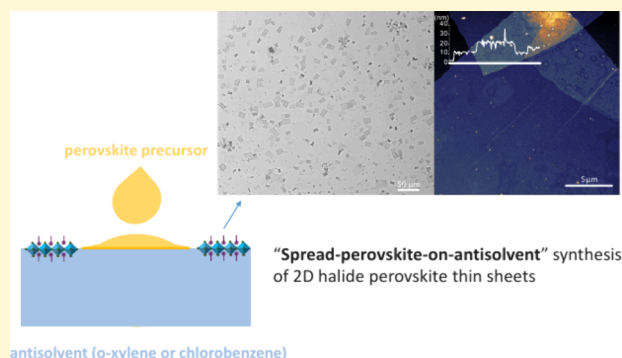 (nm)
40
30
20
10
0
perovskite precursor
50 μm
5μm
"Spread-perovskite-on-antisolvent" synthesis
of 2D halide perovskite thin sheets
antisolvent (o-xylene or chlorobenzene)